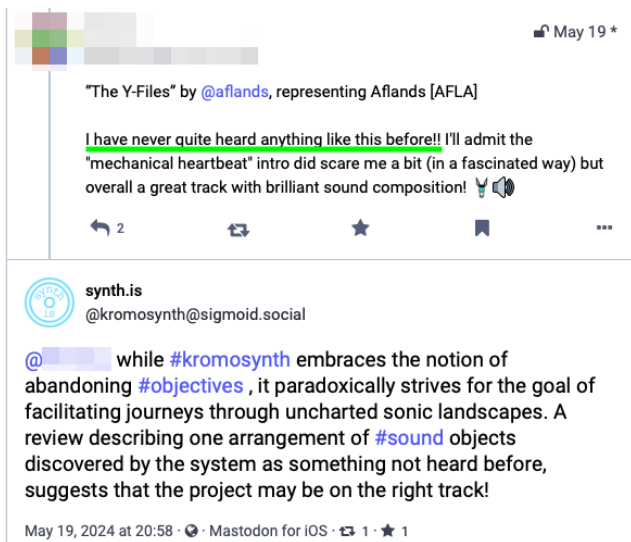 May 19 *
“The Y-Files” by @aflands, representing Aflands [AFLA]
I have never quite heard anything like this before!! I'll admit the
"mechanical heartbeat" intro did scare me a bit (in a fascinated way) but
overall a great track with brilliant sound composition!
2
synth
is
synth.is
@kromosynth@sigmoid.social
@ while #kromosynth embraces the notion of
abandoning #objectives , it paradoxically strives for the goal of
facilitating journeys through uncharted sonic landscapes. A
review describing one arrangement of #sound objects
discovered by the system as something not heard before,
suggests that the project may be on the right track!
May 19, 2024 at 20:58 · · Mastodon for iOS · 1 · 1